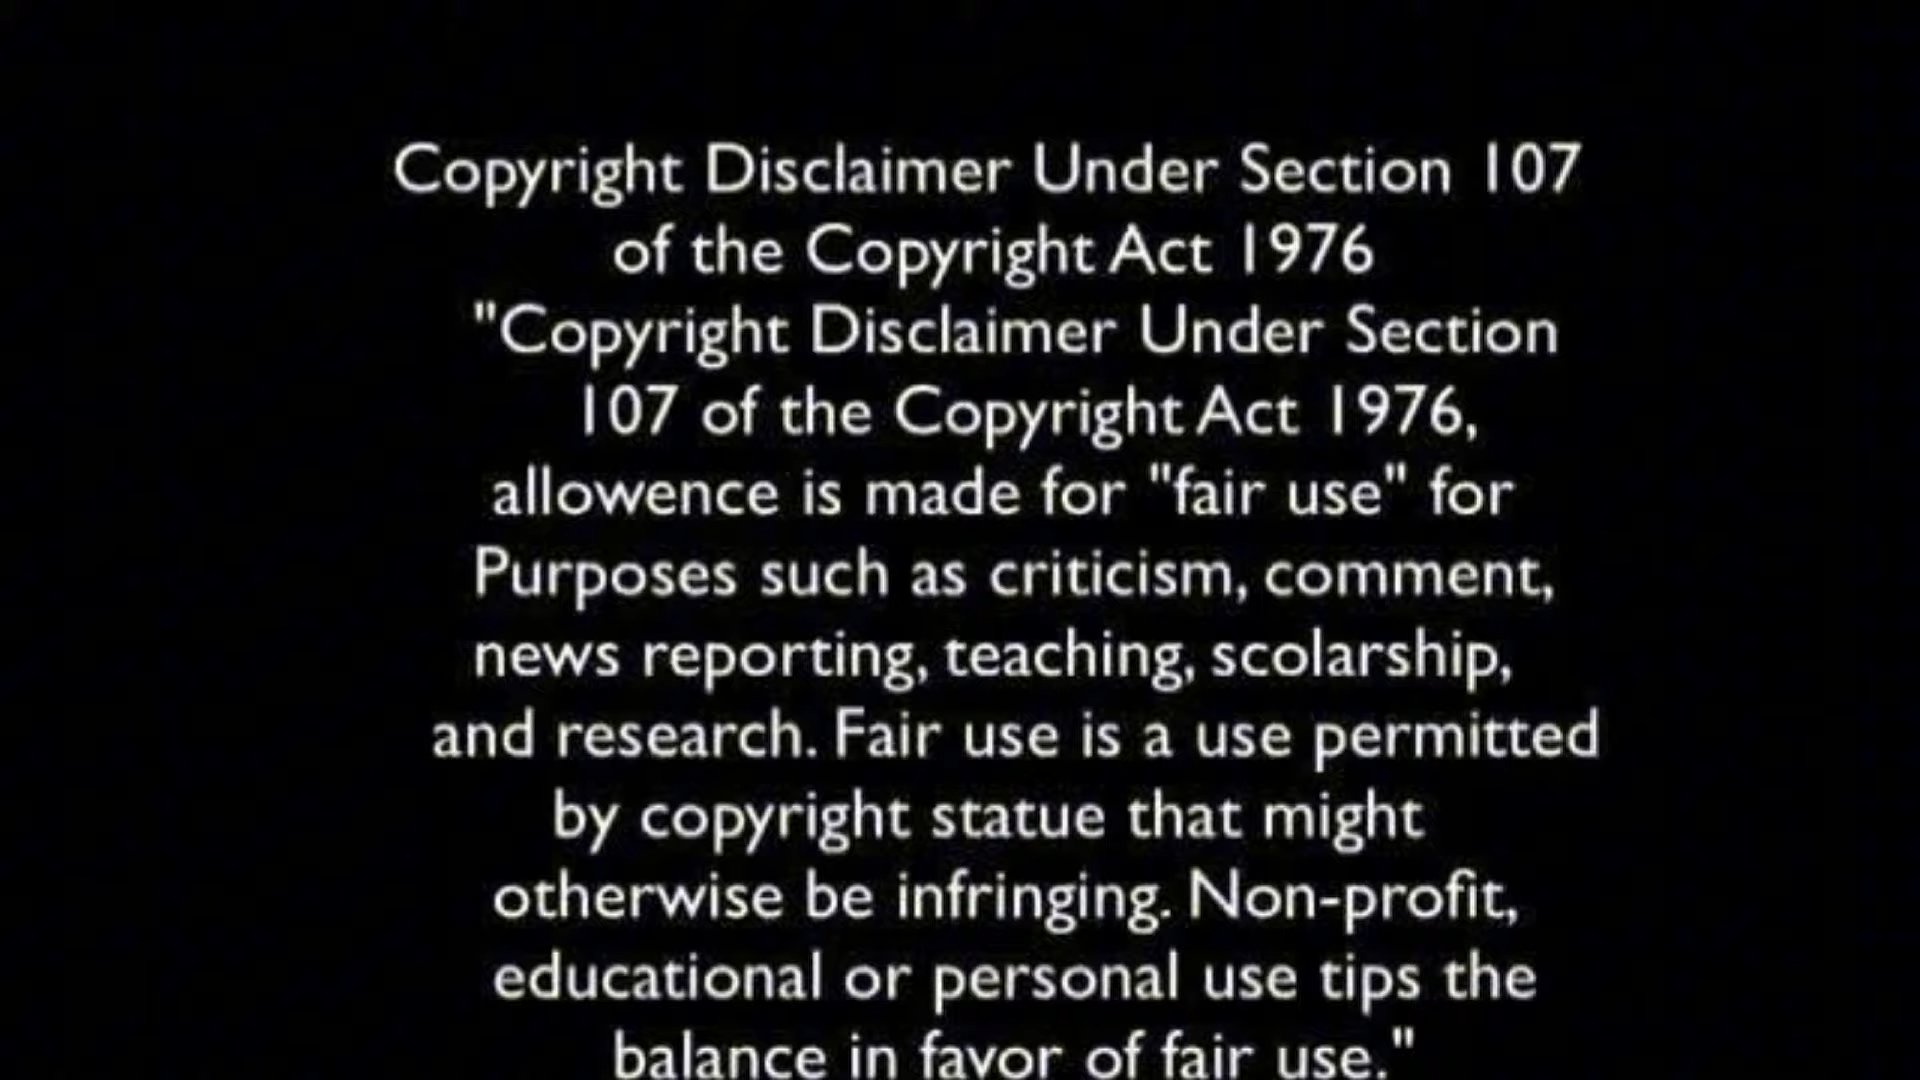 Copyright Disclaimer Under Section 107
of the Copyright Act 1976
"Copyright Disclaimer Under Section
107 of the Copyright Act 1976,
allowence is made for "fair use" for
Purposes such as criticism, comment,
news reporting, teaching, scolarship,
and research. Fair use is a use permitted
by copyright statue that might
otherwise be infringing. Non-profit,
educational or personal use tips the
balance in favor of fair use."